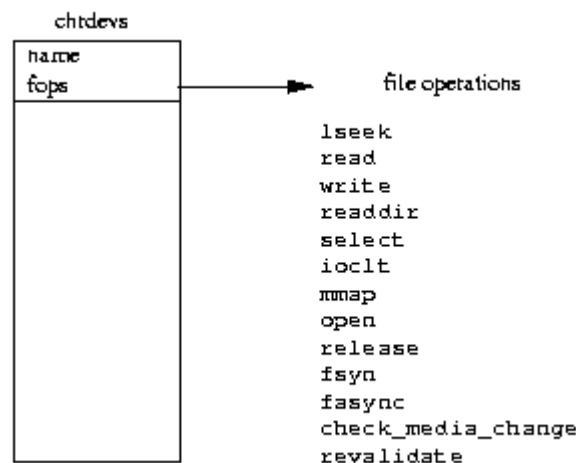 chrdevs
name
fops
file operations
lseek
read
write
readdir
select
ioclt
mmap
open
release
fsyn
fasync
check_media_change
revalidate